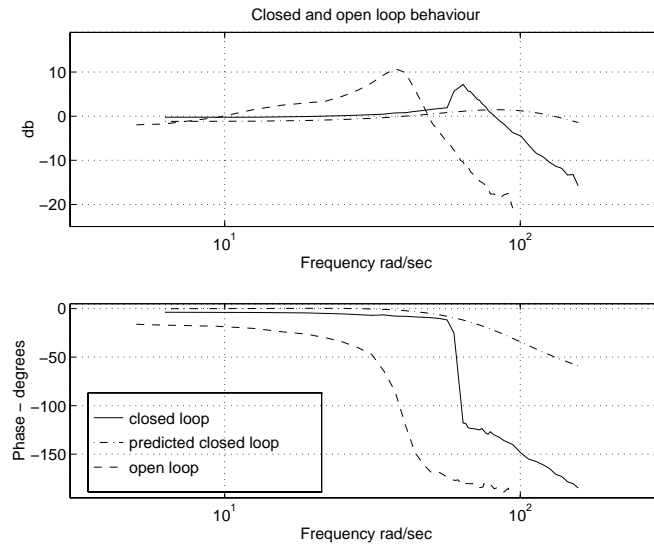 Closed and open loop behaviour
10
0
−10
−20
db
10^1
10^2
Frequency rad/sec
0
−50
−100
−150
Phase − degrees
closed loop
predicted closed loop
open loop
10^1
10^2
Frequency rad/sec